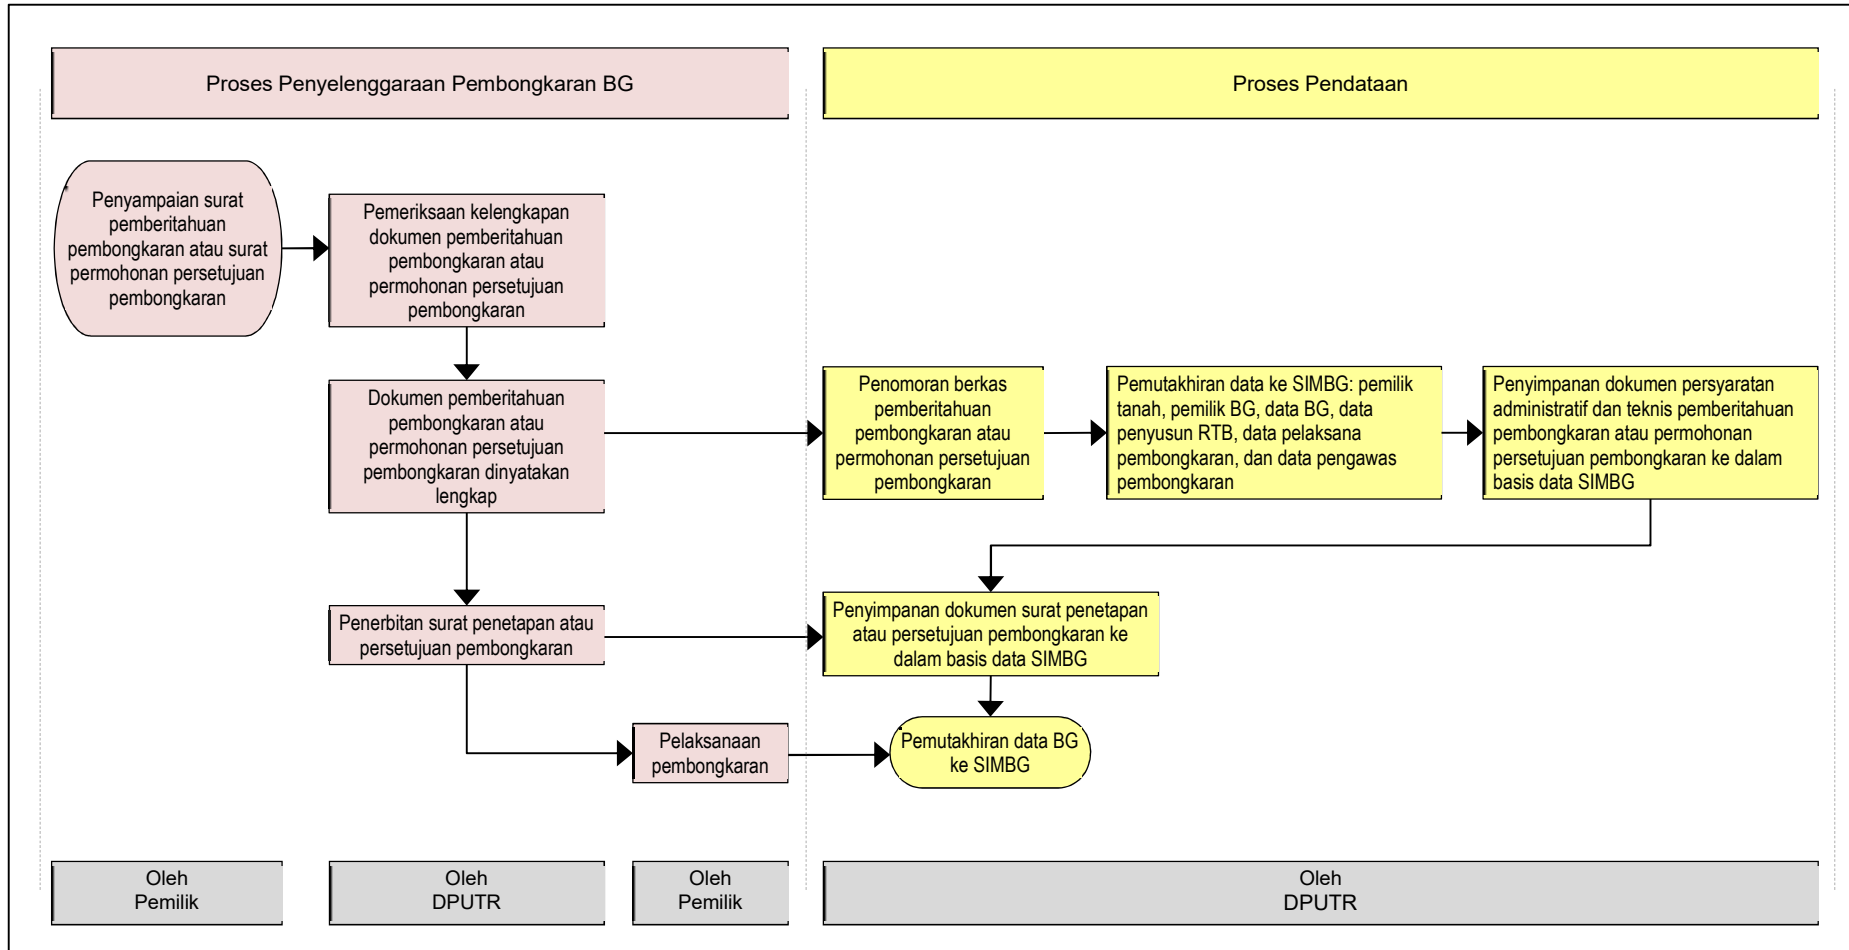 Proses Penyelenggaraan Pembongkaran BG
Proses Pendataan
Penyampaian surat
pemberitahuan
pembongkaran atau surat
permohonan persetujuan
pembongkaran
Pemeriksaan kelengkapan
dokumen pemberitahuan
pembongkaran atau
permohonan persetujuan
pembongkaran
Dokumen pemberitahuan
pembongkaran atau
permohonan persetujuan
pembongkaran dinyatakan
lengkap
Penomoran berkas
pemberitahuan
pembongkaran atau
permohonan persetujuan
pembongkaran
Pemutakhiran data ke SIMBG: pemilik
tanah, pemilik BG, data BG, data
penyusun RTB, data pelaksana
pembongkaran, dan data pengawas
pembongkaran
Penyimpanan dokumen persyaratan
administratif dan teknis pemberitahuan
pembongkaran atau permohonan
persetujuan pembongkaran ke dalam
basis data SIMBG
Penerbitan surat penetapan atau
persetujuan pembongkaran
Penyimpanan dokumen surat penetapan
atau persetujuan pembongkaran ke
dalam basis data SIMBG
Pelaksanaan
pembongkaran
Pemutakhiran data BG
ke SIMBG
Oleh
Pemilik
Oleh
DPUTR
Oleh
Pemilik
Oleh
DPUTR